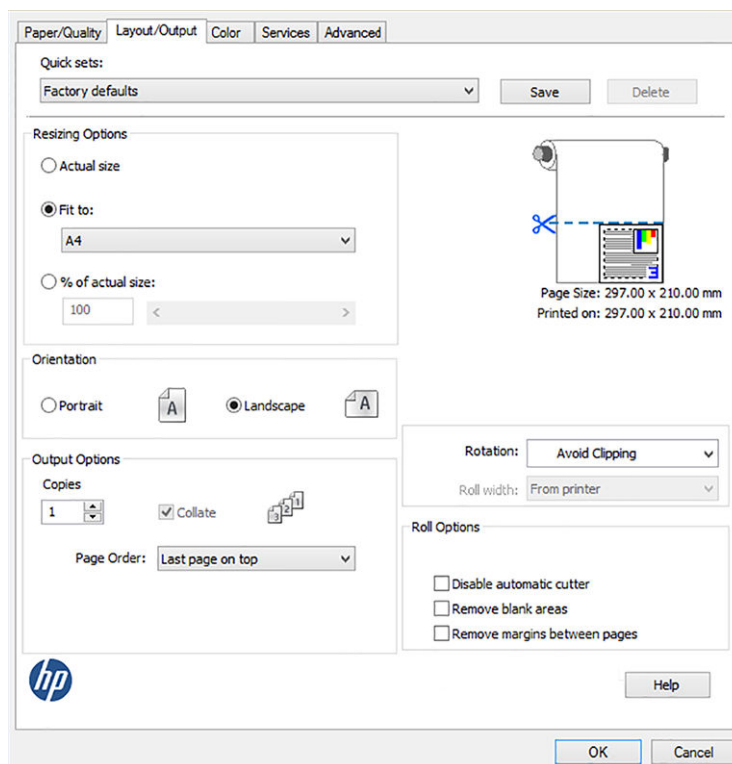 Paper/Quality Layout/Output Color Services Advanced
Quick sets:
Factory defaults Save Delete
Resizing Options
Actual size
Fit to:
A4
% of actual size:
100
Page Size: 297.00 x 210.00 mm
Printed on: 297.00 x 210.00 mm
Orientation
Portrait A Landscape A
Output Options
Copies
1 Collate 3 2 1
Page Order: Last page on top
Rotation: Avoid Clipping
Roll width: From printer
Roll Options
Disable automatic cutter
Remove blank areas
Remove margins between pages
hp
Help
OK Cancel